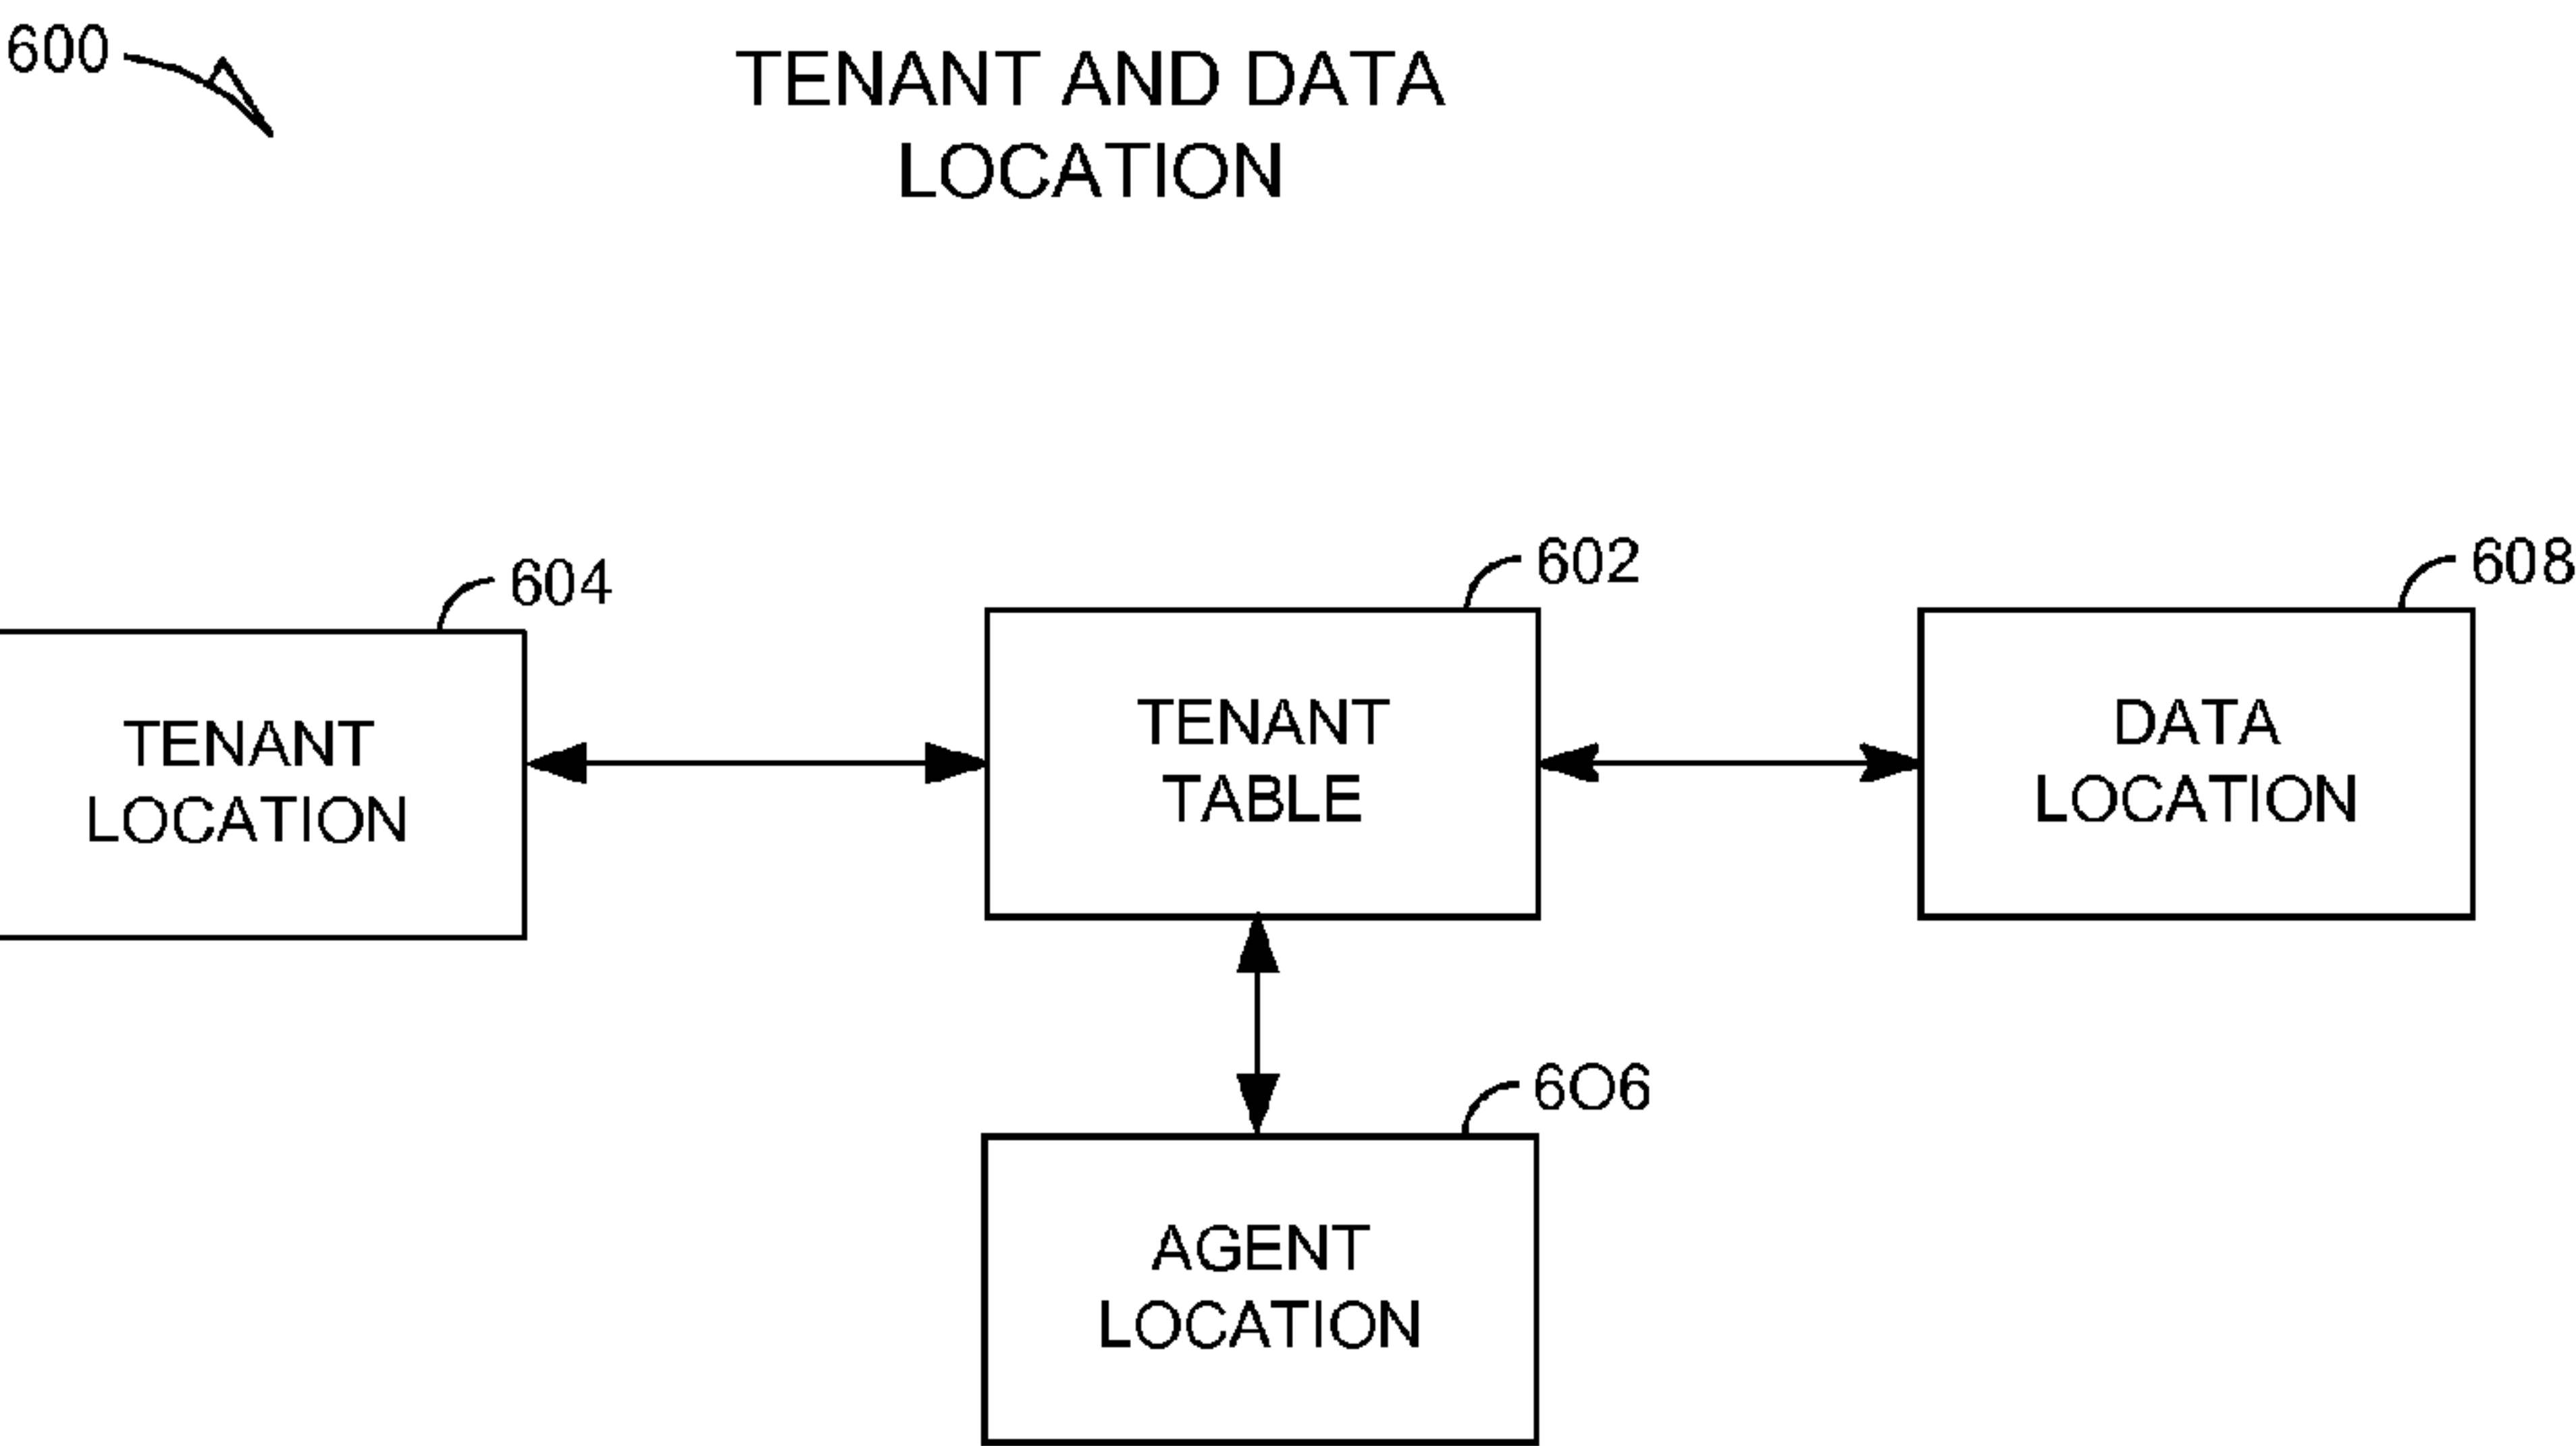 600
TENANT AND DATA
LOCATION
604
602
608
TENANT
LOCATION
TENANT
TABLE
DATA
LOCATION
6O6
AGENT
LOCATION